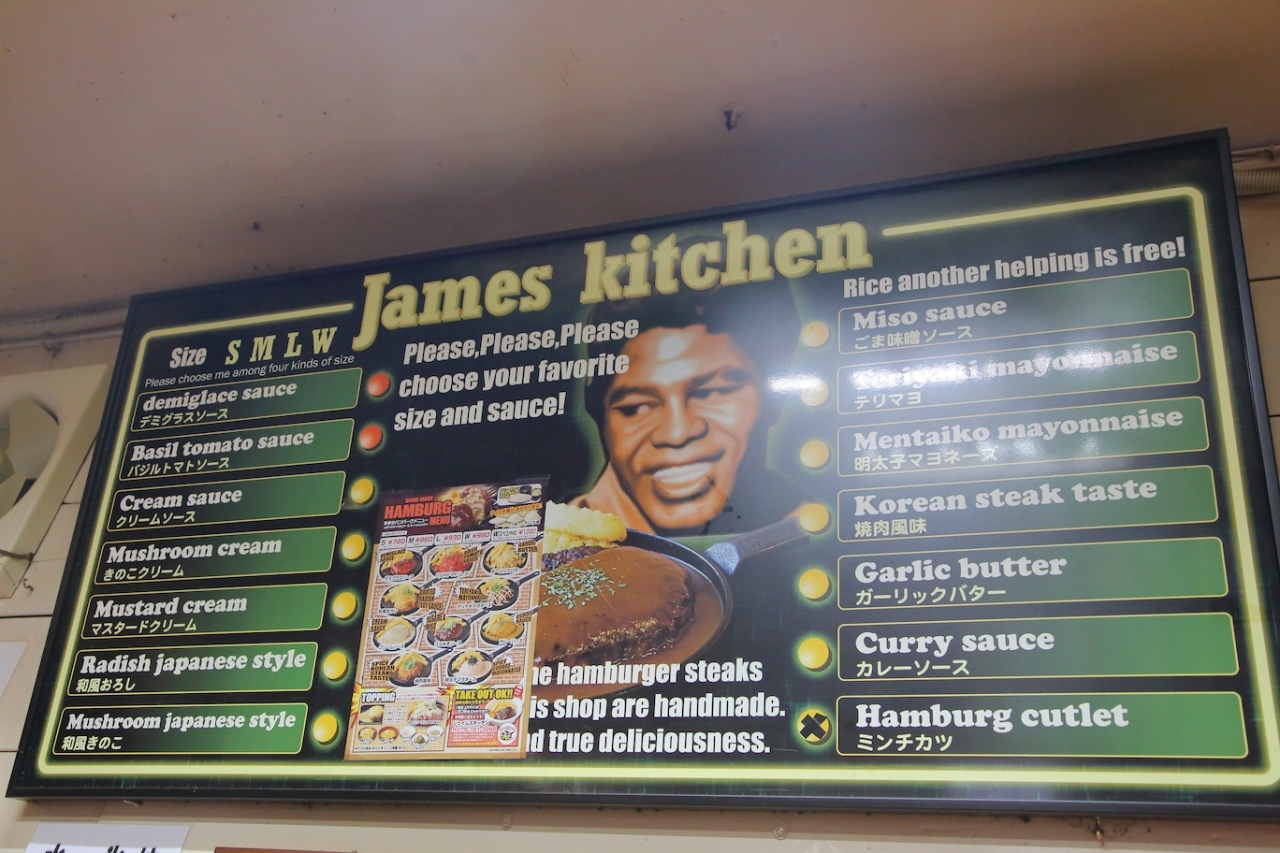 James kitchen
Size S M L W
Please choose me among four kinds of size
demiglace sauce
デミグラスソース
Basil tomato sauce
バジルトマトソース
Cream sauce
クリームソース
Mushroom cream
きのこクリーム
Mustard cream
マスタードクリーム
Radish japanese style
和風おろし
Mushroom japanese style
和風きのこ
Please,Please,Please
choose your favorite
size and sauce!
HAND MADE
HAMBURG
MENU
S ¥780 M ¥860 L ¥930 W ¥980
TOPPING
TAKE OUT OK!!
hamburger steaks
is shop are handmade.
true deliciousness.
Rice another helping is free!
Miso sauce
ごま味噌ソース
Teriyaki mayonnaise
テリマヨ
Mentaiko mayonnaise
明太子マヨネーズ
Korean steak taste
焼肉風味
Garlic butter
ガーリックバター
Curry sauce
カレーソース
Hamburg cutlet
ミンチカツ